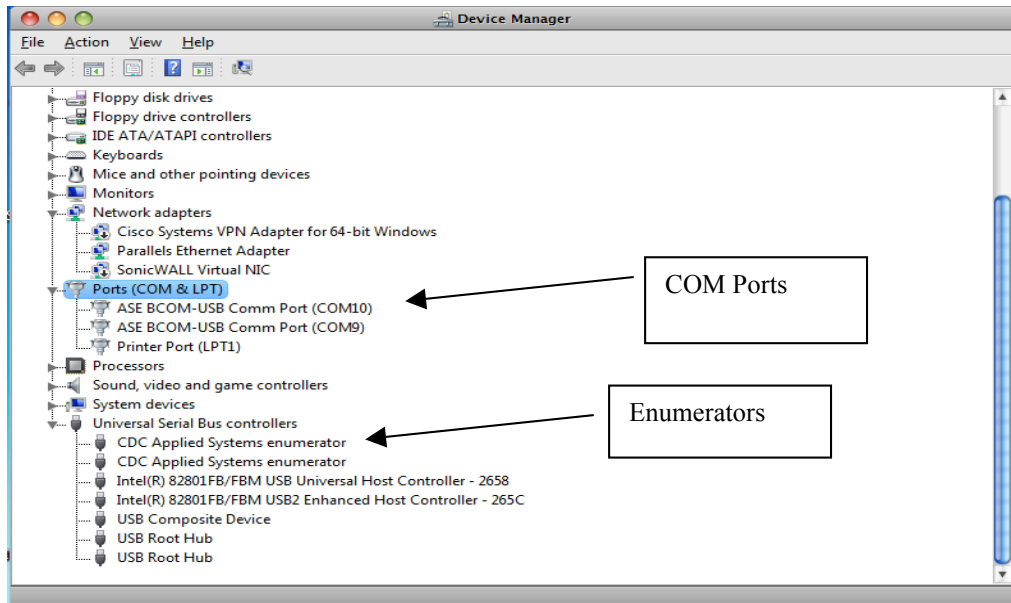 Device Manager
File Action View Help
Floppy disk drives
Floppy drive controllers
IDE ATA/ATAPI controllers
Keyboards
Mice and other pointing devices
Monitors
Network adapters
Cisco Systems VPN Adapter for 64-bit Windows
Parallels Ethernet Adapter
SonicWALL Virtual NIC
Ports (COM & LPT)
ASE BCOM-USB Comm Port (COM10)
ASE BCOM-USB Comm Port (COM9)
Printer Port (LPT1)
COM Ports
Processors
Sound, video and game controllers
System devices
Universal Serial Bus controllers
CDC Applied Systems enumerator
CDC Applied Systems enumerator
Intel(R) 82801FB/FBM USB Universal Host Controller - 2658
Intel(R) 82801FB/FBM USB2 Enhanced Host Controller - 265C
USB Composite Device
USB Root Hub
USB Root Hub
Enumerators